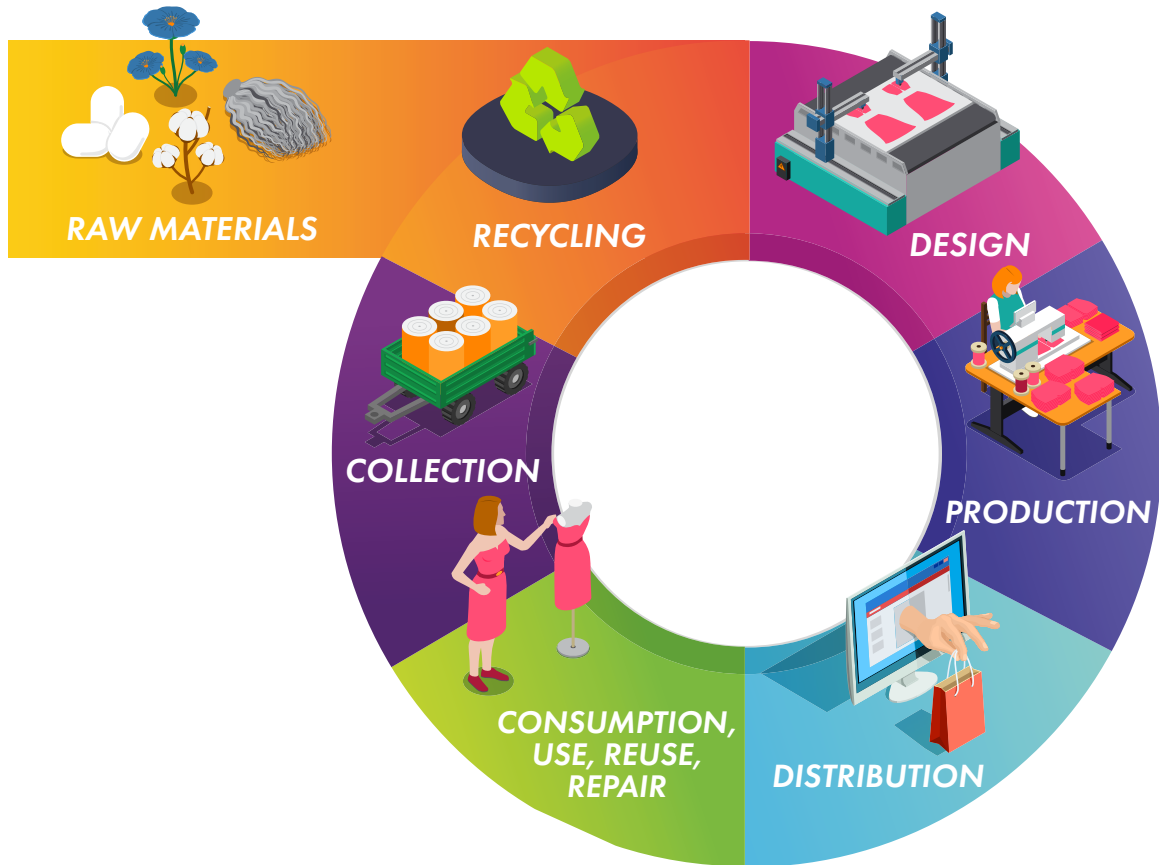 RAW MATERIALS
RECYCLING
DESIGN
PRODUCTION
DISTRIBUTION
CONSUMPTION,
USE, REUSE,
REPAIR
COLLECTION